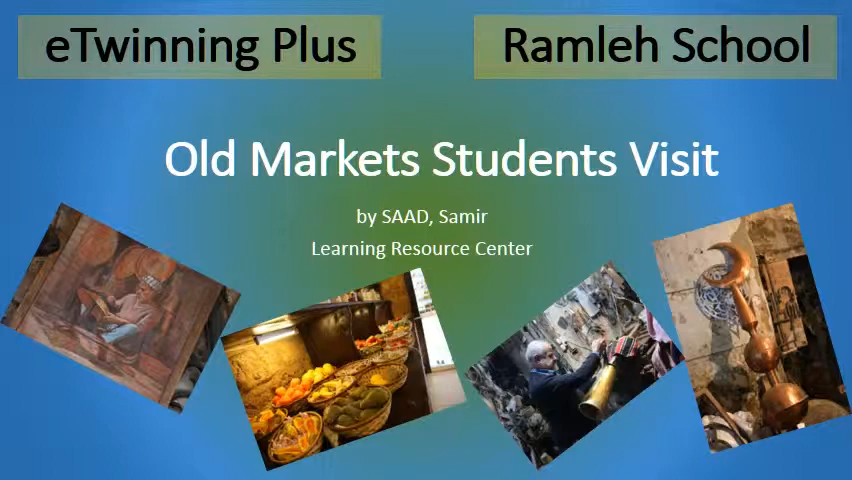 eTwinning Plus
Ramleh School
Old Markets Students Visit
by SAAD, Samir
Learning Resource Center